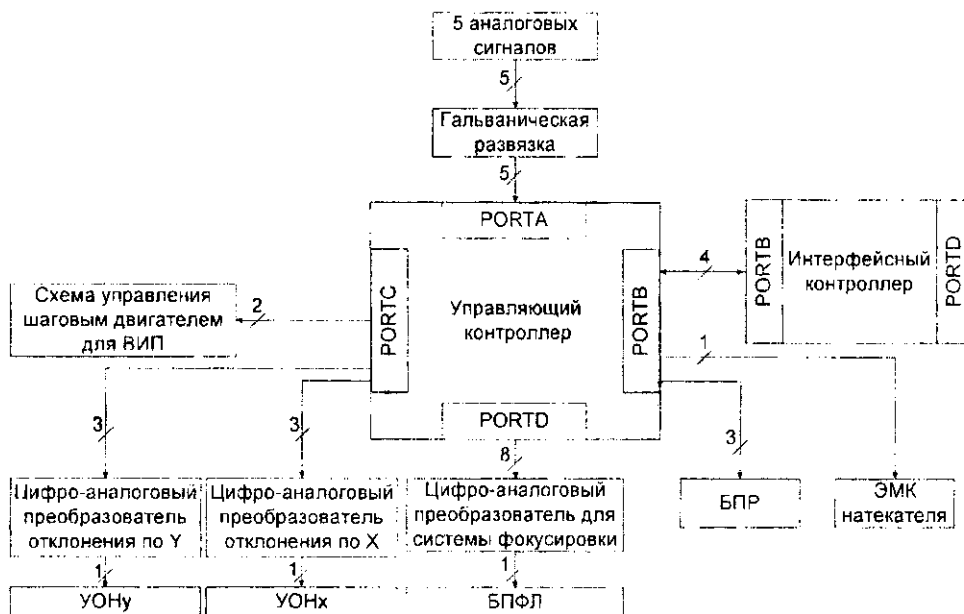 5 аналоговых
сигналов
5
Гальваническая
развязка
5
PORTA
PORTC
Управляющий
контроллер
PORTB
PORTD
4
PORTB
Интерфейсный
контроллер
PORTD
Схема управления
шаговым двигателем
для ВИП
2
1
3
3
8
3
Цифро-аналоговый
преобразователь
отклонения по Y
Цифро-аналоговый
преобразователь
отклонения по X
Цифро-аналоговый
преобразователь для
системы фокусировки
БПР
ЭМК
натекателя
1
1
1
УОНу
УОНх
БПФЛ